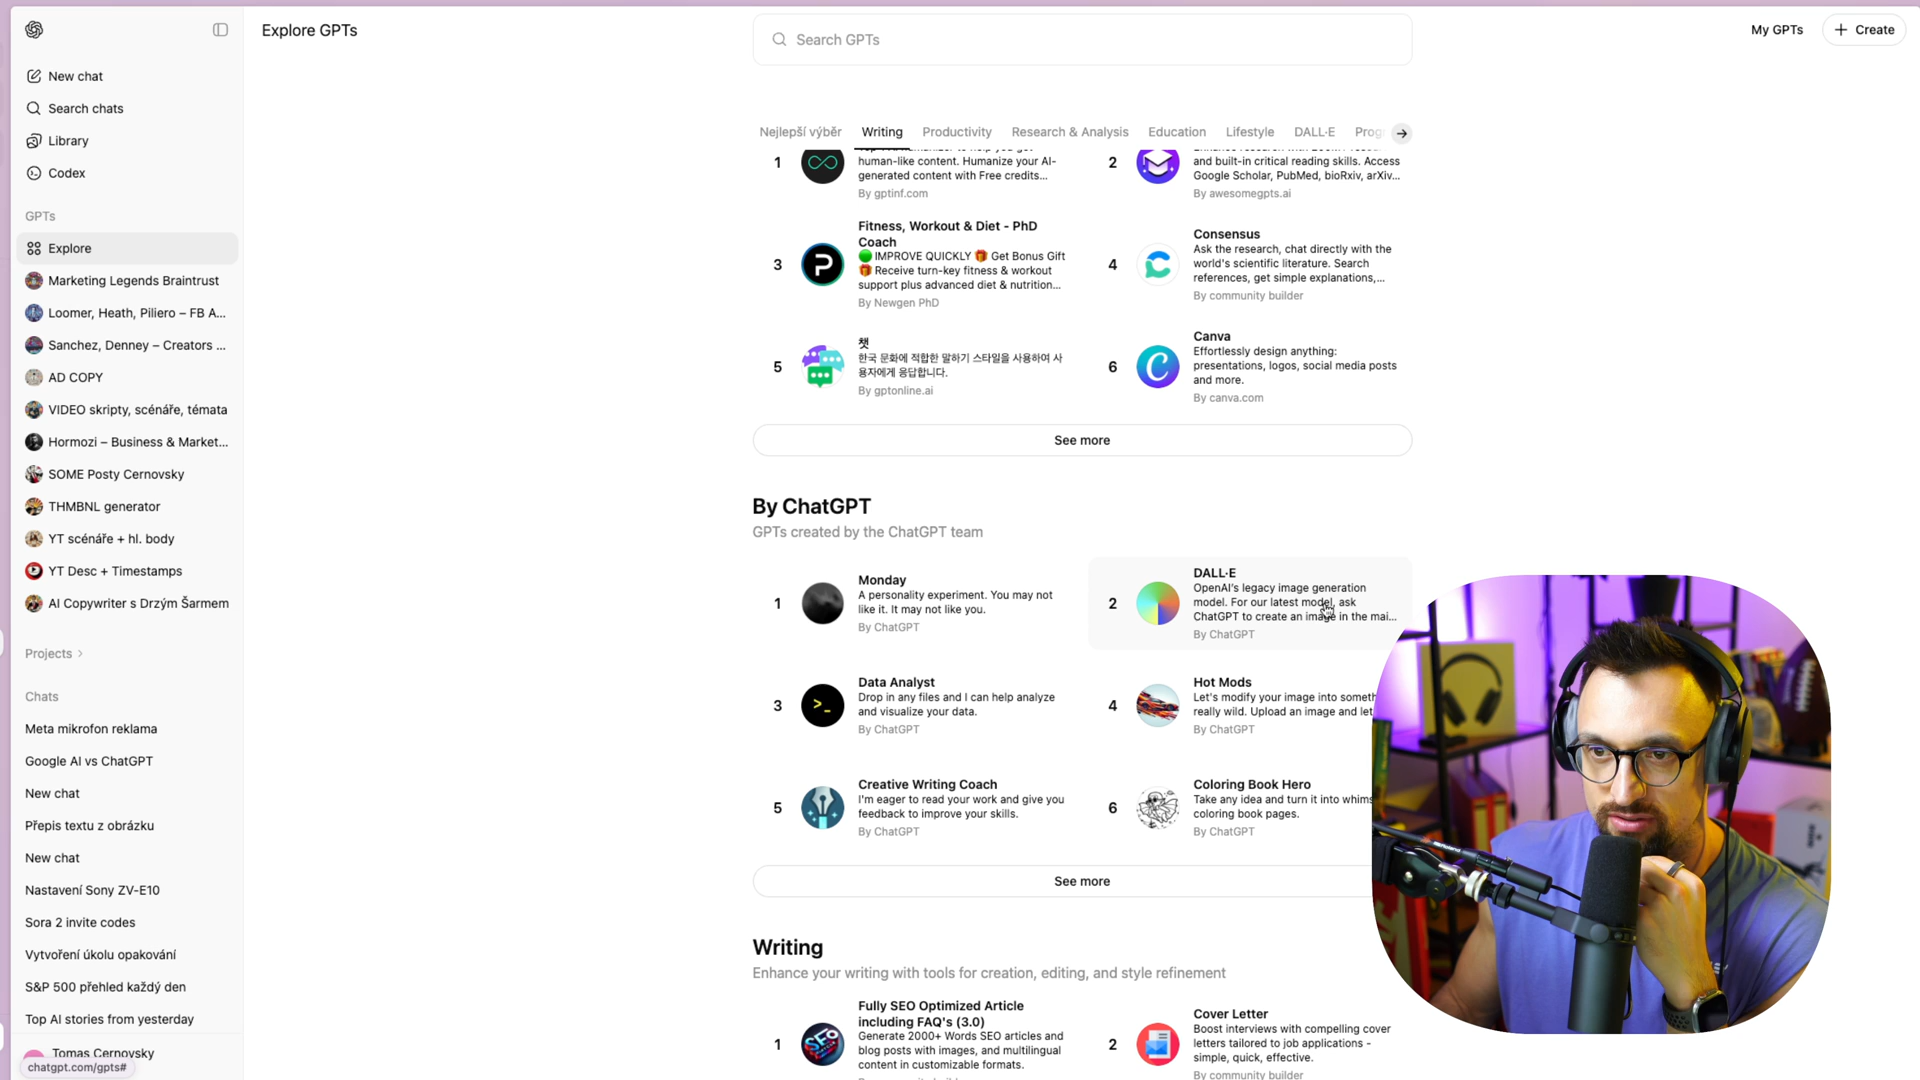 Explore GPTs
Search GPTs
My GPTs
Create
New chat
Search chats
Library
Codex
GPTs
Explore
Marketing Legends Braintrust
Loomer, Heath, Piliero – FB A...
Sanchez, Denney – Creators ...
AD COPY
VIDEO skripty, scénáře, témata
Hormozi – Business & Market...
SOME Posty Cernovsky
THMBNL generator
YT scénáře + hl. body
YT Desc + Timestamps
AI Copywriter s Drzým Šarmem
Projects
Chats
Meta mikrofon reklama
Google AI vs ChatGPT
New chat
Přepis textu z obrázku
New chat
Nastavení Sony ZV-E10
Sora 2 invite codes
Vytvoření úkolu opakování
S&P 500 přehled každý den
Top AI stories from yesterday
Tomas Cernovsky
chatgpt.com/gpts#
Nejlepší výběr Writing Productivity Research & Analysis Education Lifestyle DALL·E Prog
1
human-like content. Humanize your AI-
generated content with Free credits...
By gptinf.com
2
and built-in critical reading skills. Access
Google Scholar, PubMed, bioRxiv, arXiv...
By awesomegpts.ai
3
Fitness, Workout & Diet - PhD
Coach
🟢 IMPROVE QUICKLY 🎁 Get Bonus Gift
🎁 Receive turn-key fitness & workout
support plus advanced diet & nutrition...
By Newgen PhD
4
Consensus
Ask the research, chat directly with the
world's scientific literature. Search
references, get simple explanations,...
By community builder
5
챗
한국 문화에 적합한 말하기 스타일을 사용하여 사
용자에게 응답합니다.
By gptonline.ai
6
Canva
Effortlessly design anything:
presentations, logos, social media posts
and more.
By canva.com
See more
By ChatGPT
GPTs created by the ChatGPT team
1
Monday
A personality experiment. You may not
like it. It may not like you.
By ChatGPT
2
DALL·E
OpenAI's legacy image generation
model. For our latest model, ask
ChatGPT to create an image in the mai...
By ChatGPT
3
Data Analyst
Drop in any files and I can help analyze
and visualize your data.
By ChatGPT
4
Hot Mods
Let's modify your image into someth
really wild. Upload an image and let
By ChatGPT
5
Creative Writing Coach
I'm eager to read your work and give you
feedback to improve your skills.
By ChatGPT
6
Coloring Book Hero
Take any idea and turn it into whims
coloring book pages.
By ChatGPT
See more
Writing
Enhance your writing with tools for creation, editing, and style refinement
1
SEO
Fully SEO Optimized Article
including FAQ's (3.0)
Generate 2000+ Words SEO articles and
blog posts with images, and multilingual
content in customizable formats.
2
Cover Letter
Boost interviews with compelling cover
letters tailored to job applications -
simple, quick, effective.
By community builder